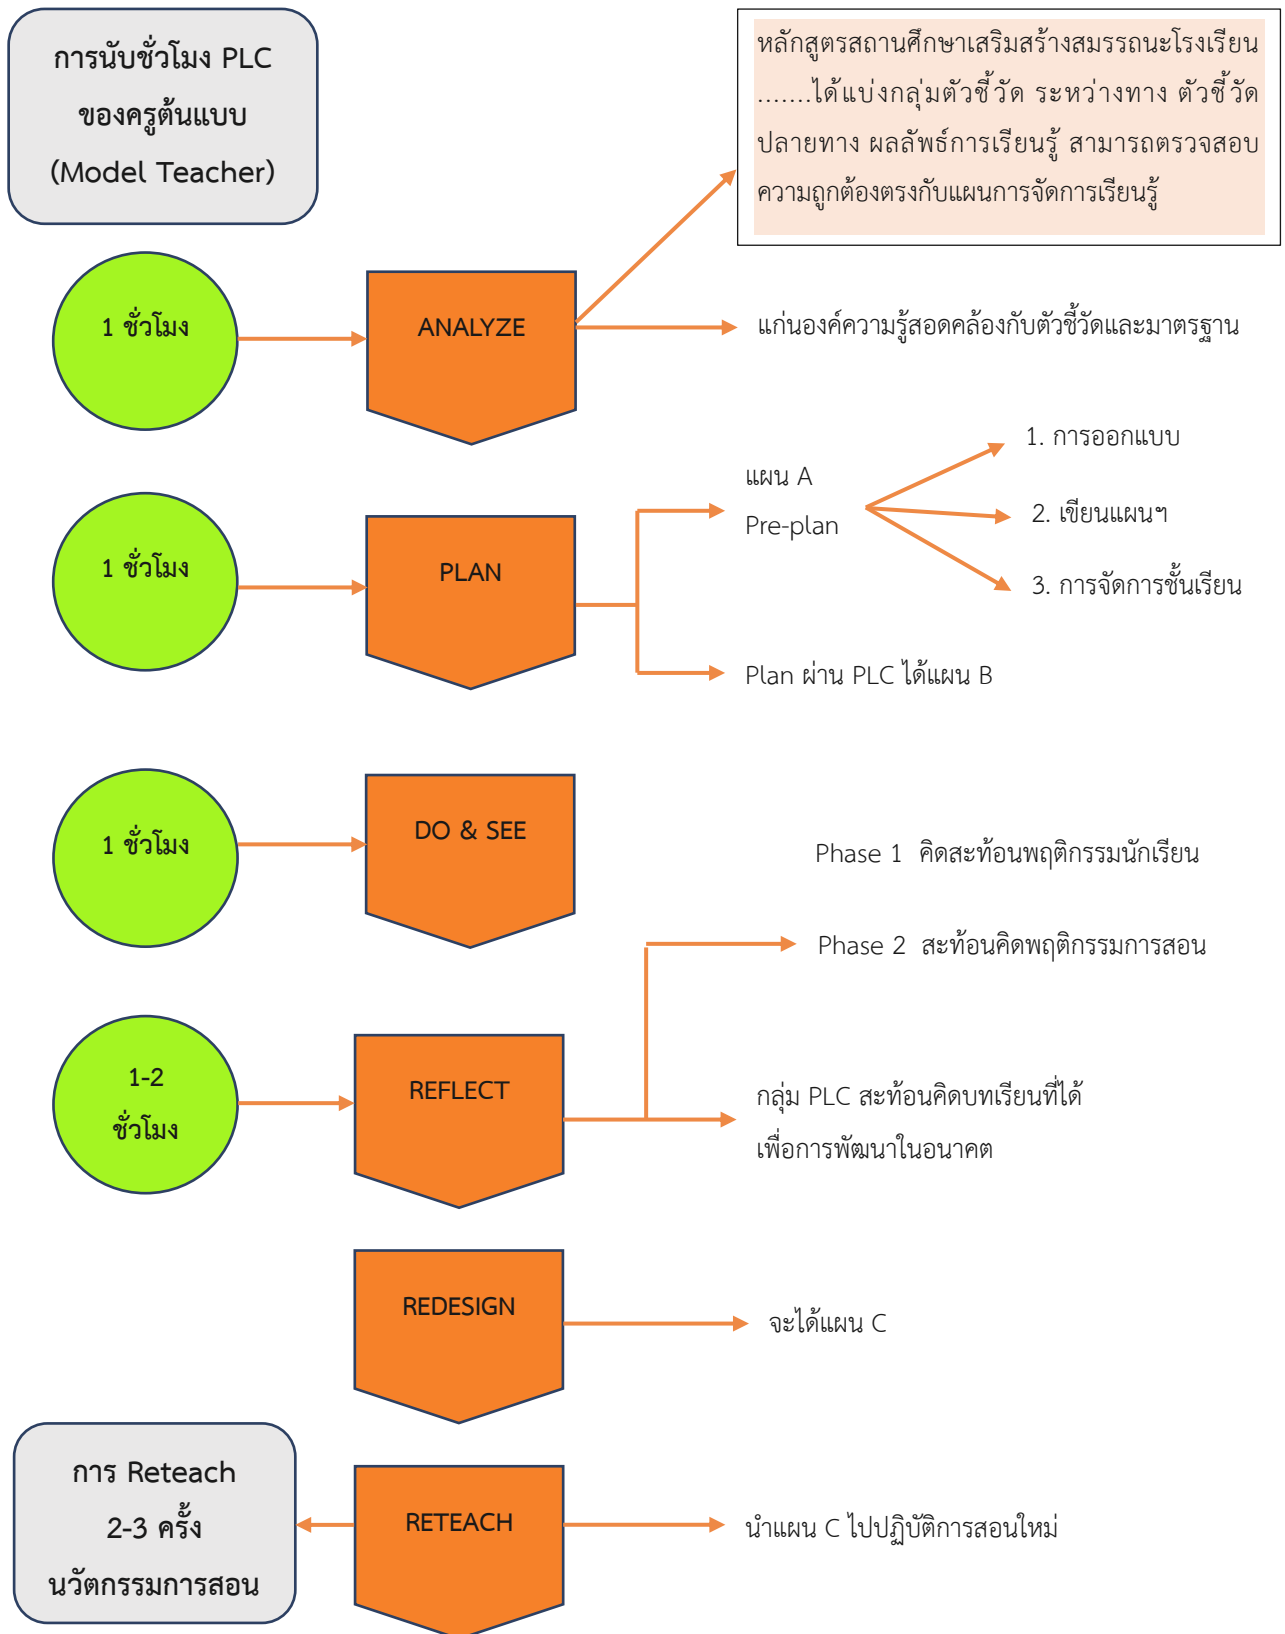 การนับชั่วโมง PLC
ของครูต้นแบบ
(Model Teacher)
หลักสูตรสถานศึกษาเสริมสร้างสมรรถนะโรงเรียน
.......ได้แบ่งกลุ่มตัวชี้วัด ระหว่างทาง ตัวชี้วัด
ปลายทาง ผลลัพธ์การเรียนรู้ สามารถตรวจสอบ
ความถูกต้องตรงกับแผนการจัดการเรียนรู้
1 ชั่วโมง
ANALYZE
แก่นองค์ความรู้สอดคล้องกับตัวชี้วัดและมาตรฐาน
1 ชั่วโมง
PLAN
แผน A
Pre-plan
1. การออกแบบ
2. เขียนแผนฯ
3. การจัดการชั้นเรียน
Plan ผ่าน PLC ได้แผน B
1 ชั่วโมง
DO & SEE
Phase 1 คิดสะท้อนพฤติกรรมนักเรียน
Phase 2 สะท้อนคิดพฤติกรรมการสอน
1-2
ชั่วโมง
REFLECT
กลุ่ม PLC สะท้อนคิดบทเรียนที่ได้
เพื่อการพัฒนาในอนาคต
REDESIGN
จะได้แผน C
การ Reteach
2-3 ครั้ง
นวัตกรรมการสอน
RETEACH
นำแผน C ไปปฏิบัติการสอนใหม่